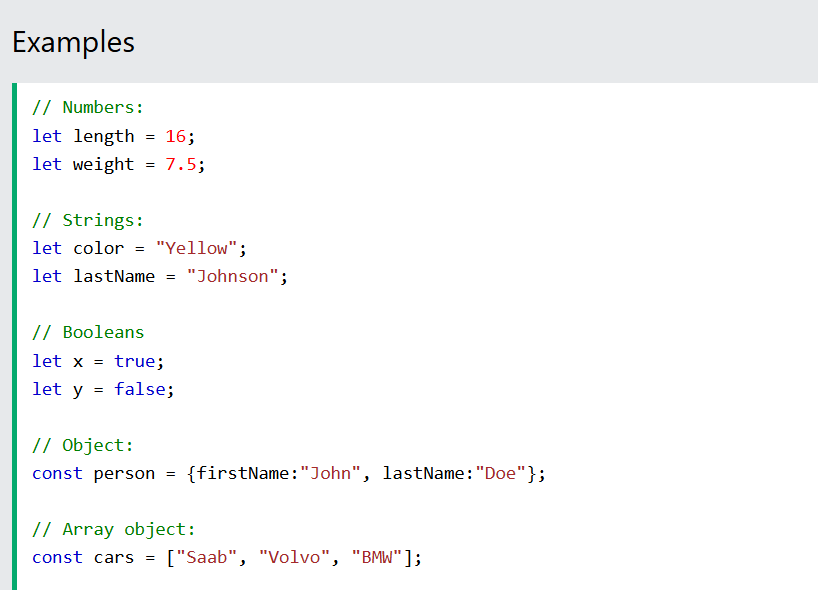 Examples
// Numbers:
let length = 16;
let weight = 7.5;
// Strings:
let color = "Yellow";
let lastName = "Johnson";
// Booleans
let x = true;
let y = false;
// Object:
const person = {firstName:"John", lastName:"Doe"};
// Array object:
const cars = ["Saab", "Volvo", "BMW"];